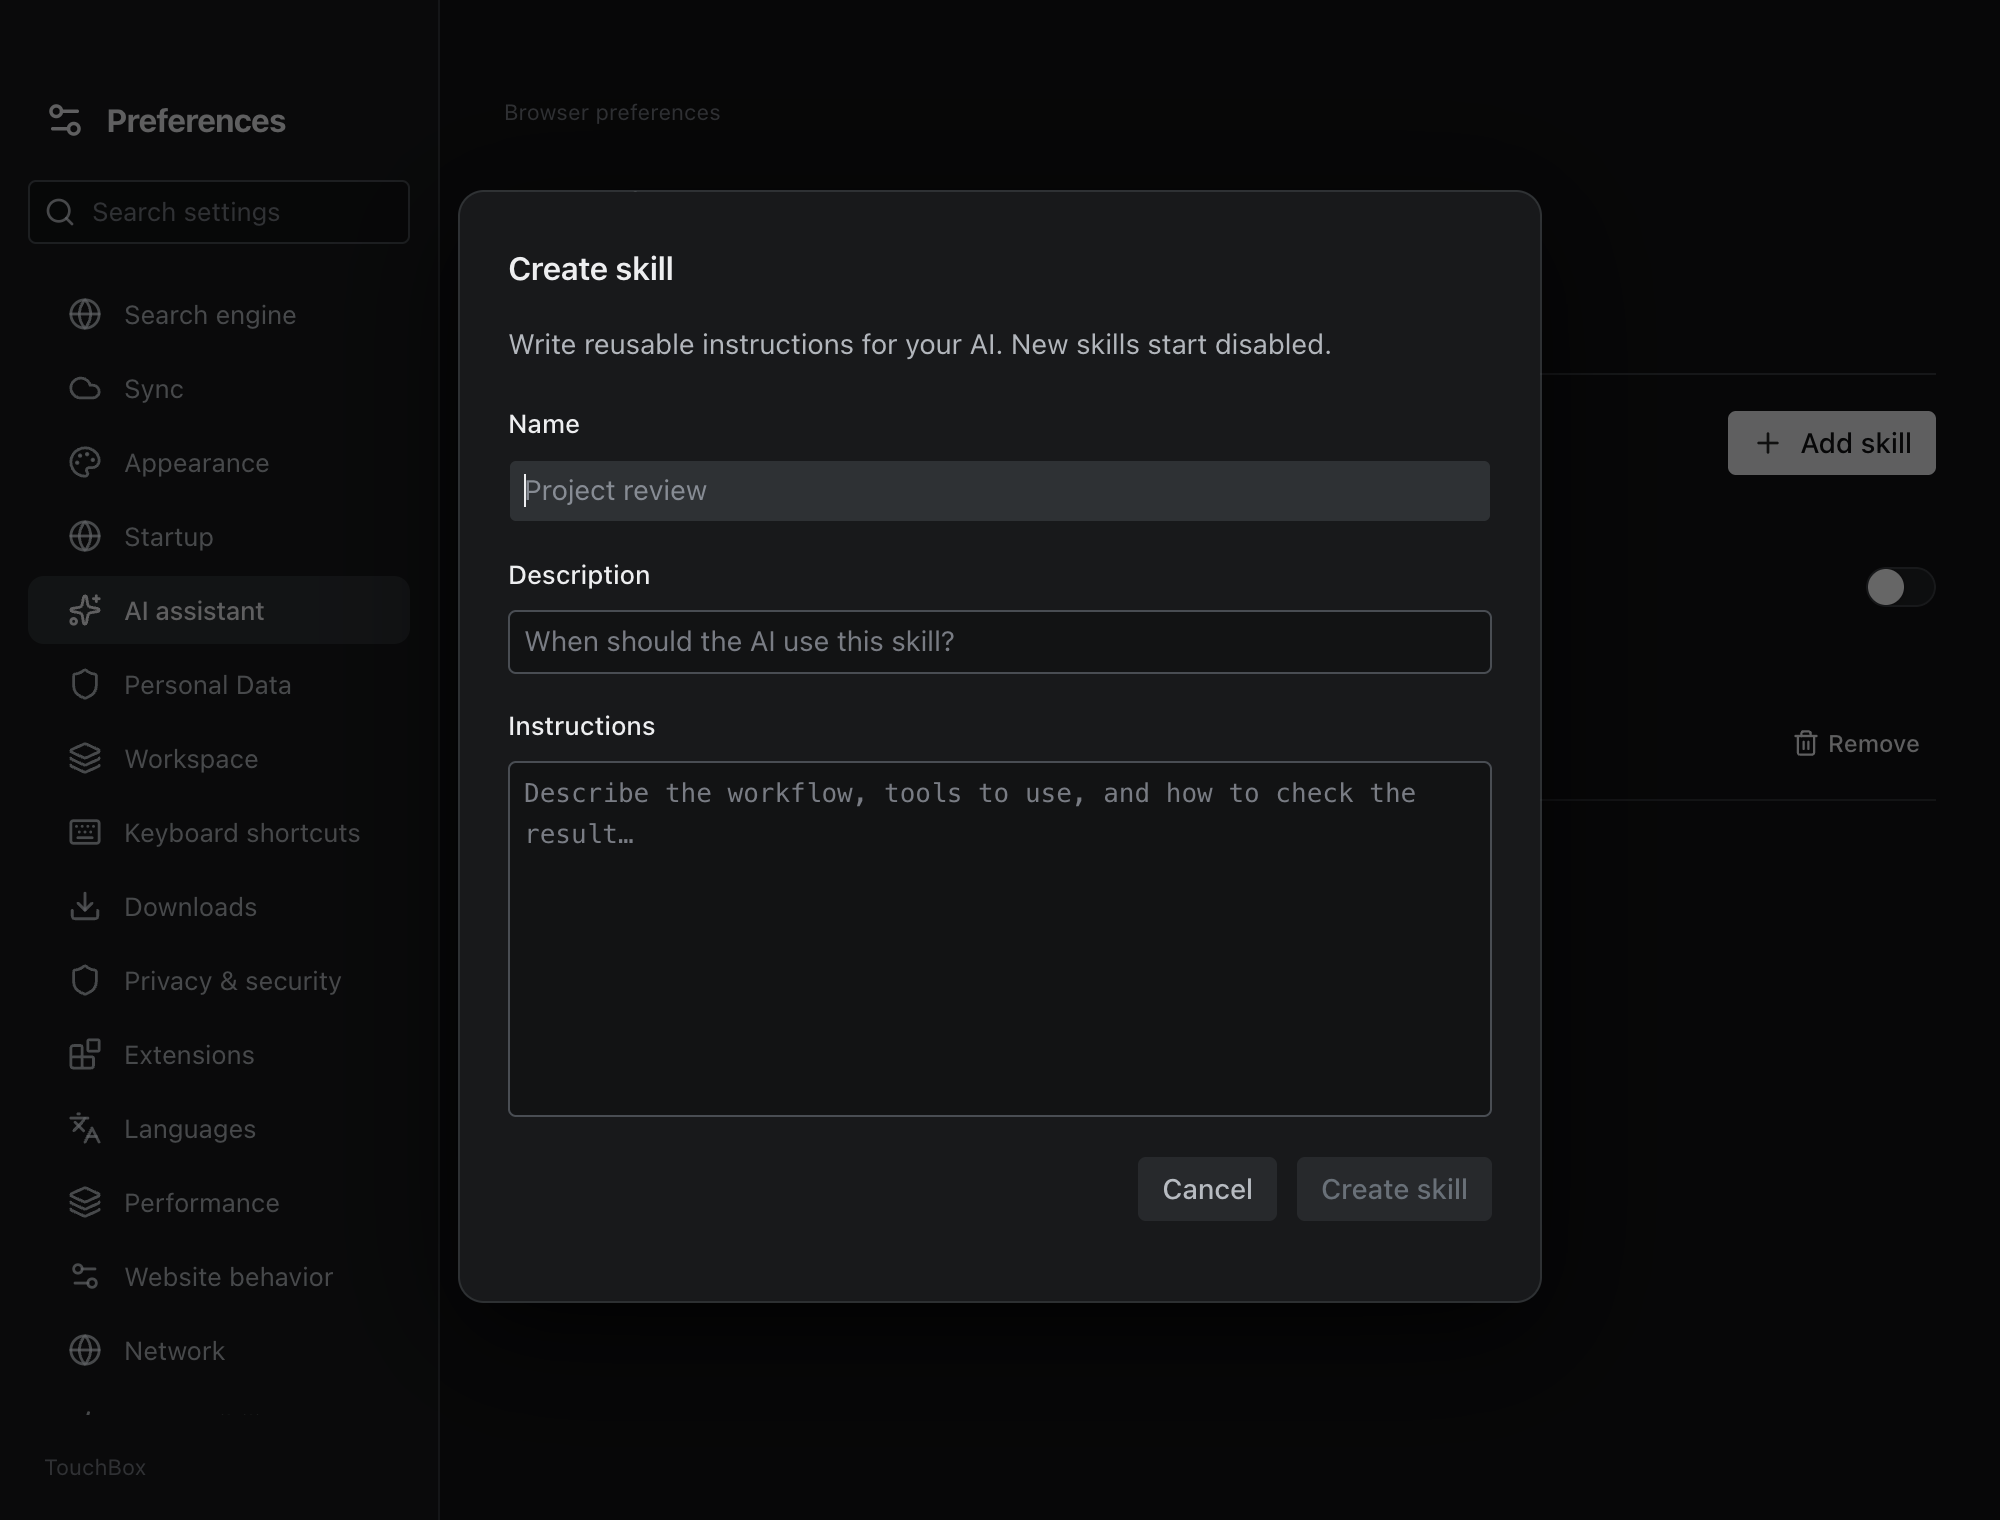 Preferences
Search settings
Search engine
Sync
Appearance
Startup
AI assistant
Personal Data
Workspace
Keyboard shortcuts
Downloads
Privacy & security
Extensions
Languages
Performance
Website behavior
Network
TouchBox
Browser preferences
Create skill
Write reusable instructions for your AI. New skills start disabled.
Name
Project review
Description
When should the AI use this skill?
Instructions
Describe the workflow, tools to use, and how to check the
result…
Cancel
Create skill
Add skill
Remove